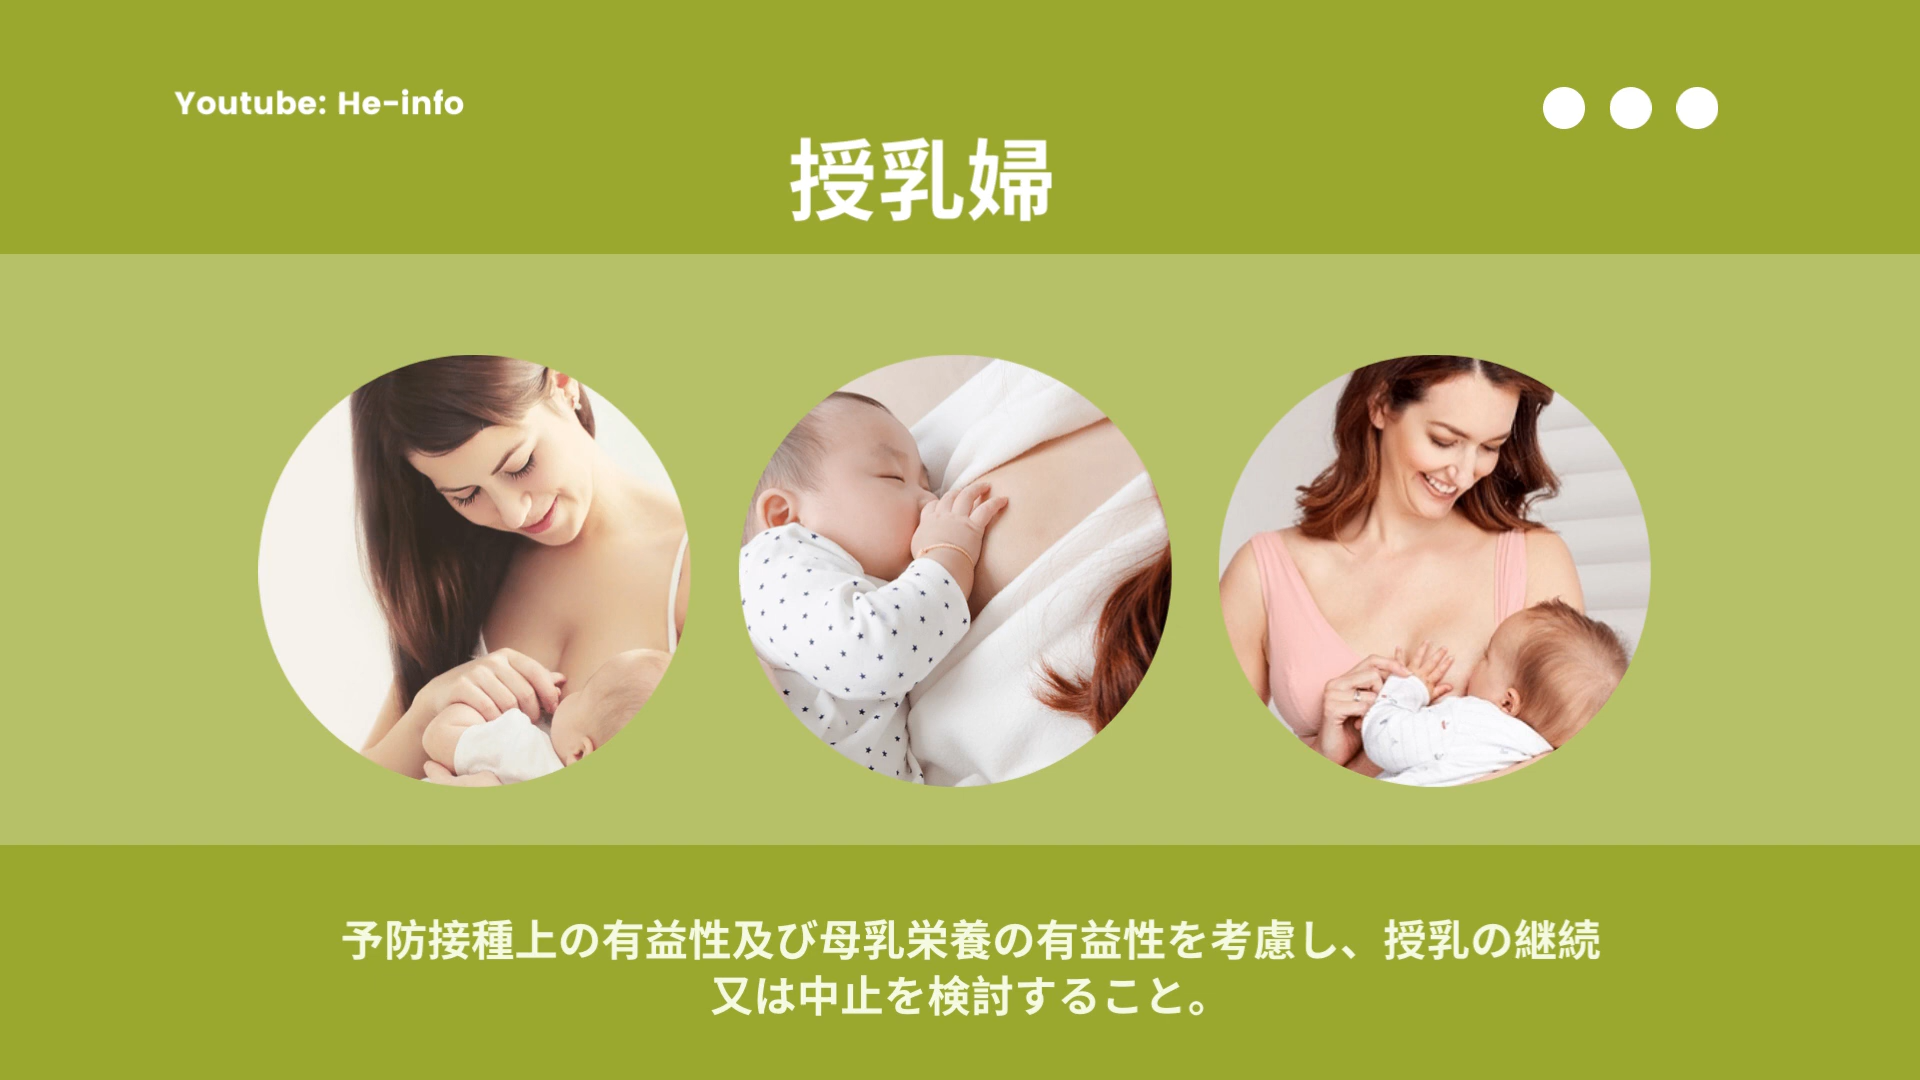 Youtube: He-info
授乳婦
予防接種上の有益性及び母乳栄養の有益性を考慮し、授乳の継続
又は中止を検討すること。